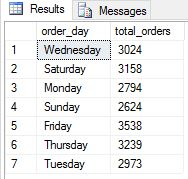 Results Messages
order_day total_orders
1 Wednesday 3024
2 Saturday 3158
3 Monday 2794
4 Sunday 2624
5 Friday 3538
6 Thursday 3239
7 Tuesday 2973